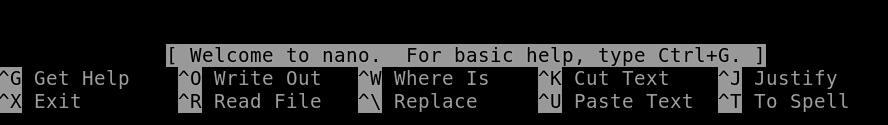 [ Welcome to nano.  For basic help, type Ctrl+G. ]
^G Get Help    ^O Write Out   ^W Where Is    ^K Cut Text    ^J Justify
^X Exit        ^R Read File   ^\ Replace     ^U Paste Text  ^T To Spell